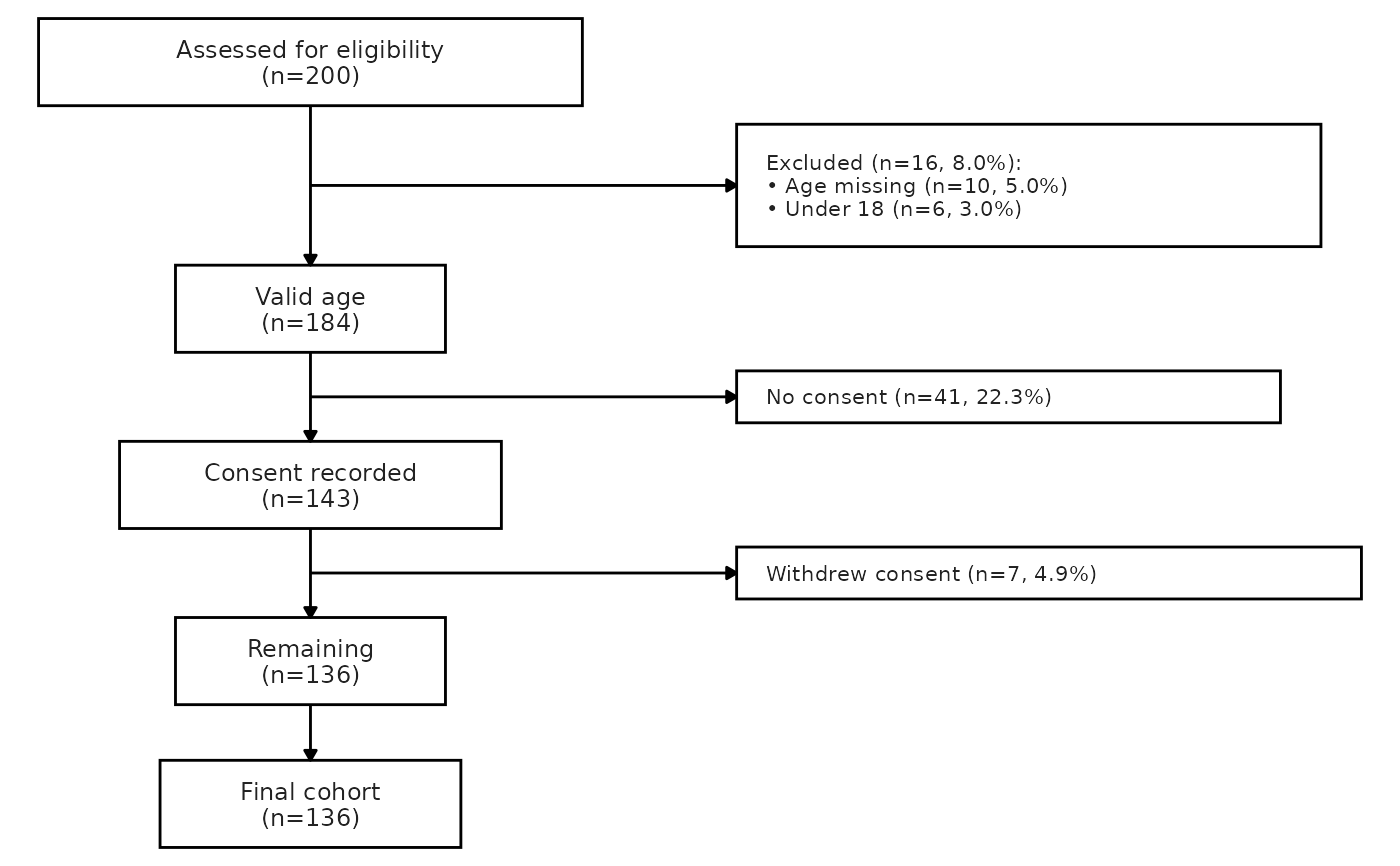 Assessed for eligibility
(n=200)
Excluded (n=16, 8.0%):
• Age missing (n=10, 5.0%)
• Under 18 (n=6, 3.0%)
Valid age
(n=184)
No consent (n=41, 22.3%)
Consent recorded
(n=143)
Withdrew consent (n=7, 4.9%)
Remaining
(n=136)
Final cohort
(n=136)